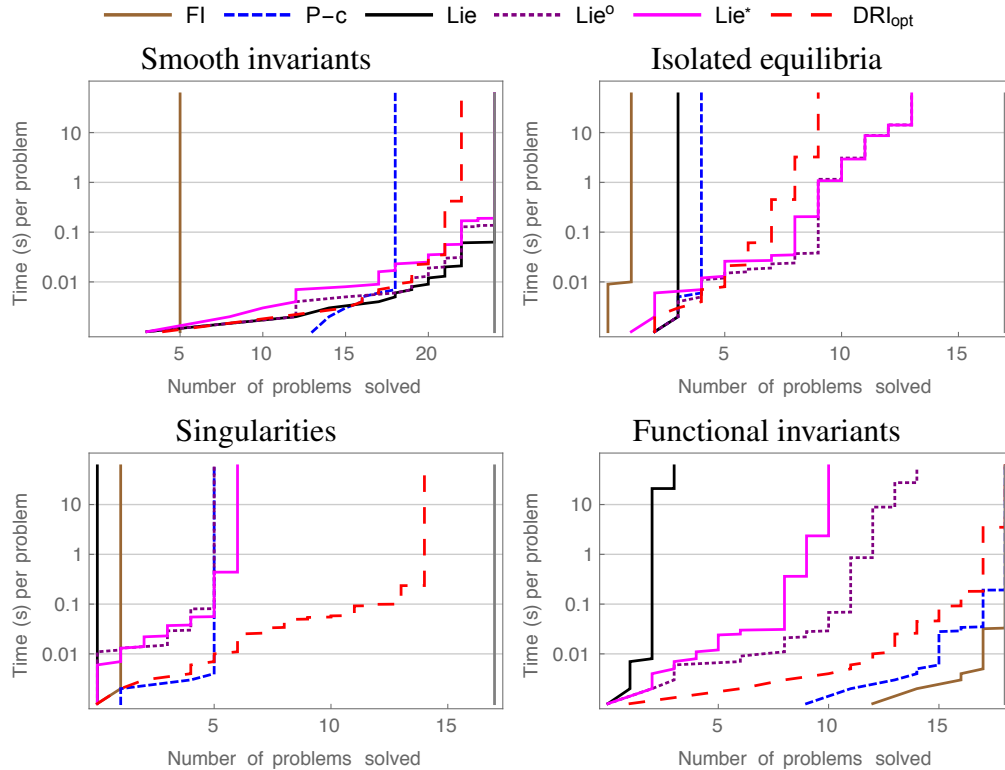 FI P-c Lie Lie° Lie* DRIopt
Smooth invariants
Time (s) per problem
10
1
0.1
0.01
5 10 15 20
Number of problems solved
Isolated equilibria
Time (s) per problem
10
1
0.1
0.01
5 10 15
Number of problems solved
Singularities
Time (s) per problem
10
1
0.1
0.01
5 10 15
Number of problems solved
Functional invariants
Time (s) per problem
10
1
0.1
0.01
5 10 15
Number of problems solved